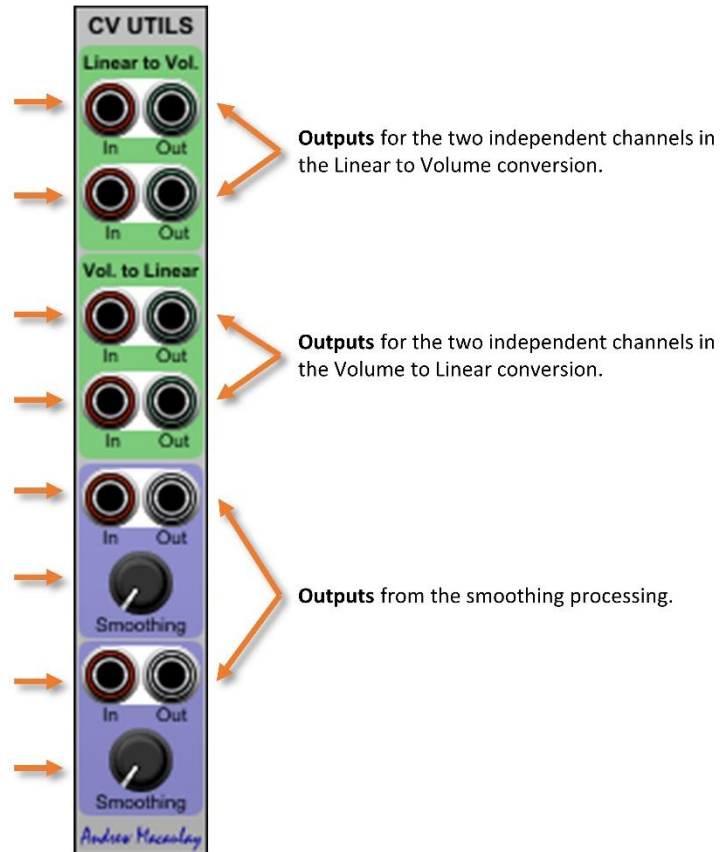 CV UTILS
Linear to Vol.
In Out
In Out
Outputs for the two independent channels in
the Linear to Volume conversion.
Vol. to Linear
In Out
In Out
Outputs for the two independent channels in
the Volume to Linear conversion.
In Out
Smoothing
In Out
Smoothing
Outputs from the smoothing processing.
Andrew Macaulay